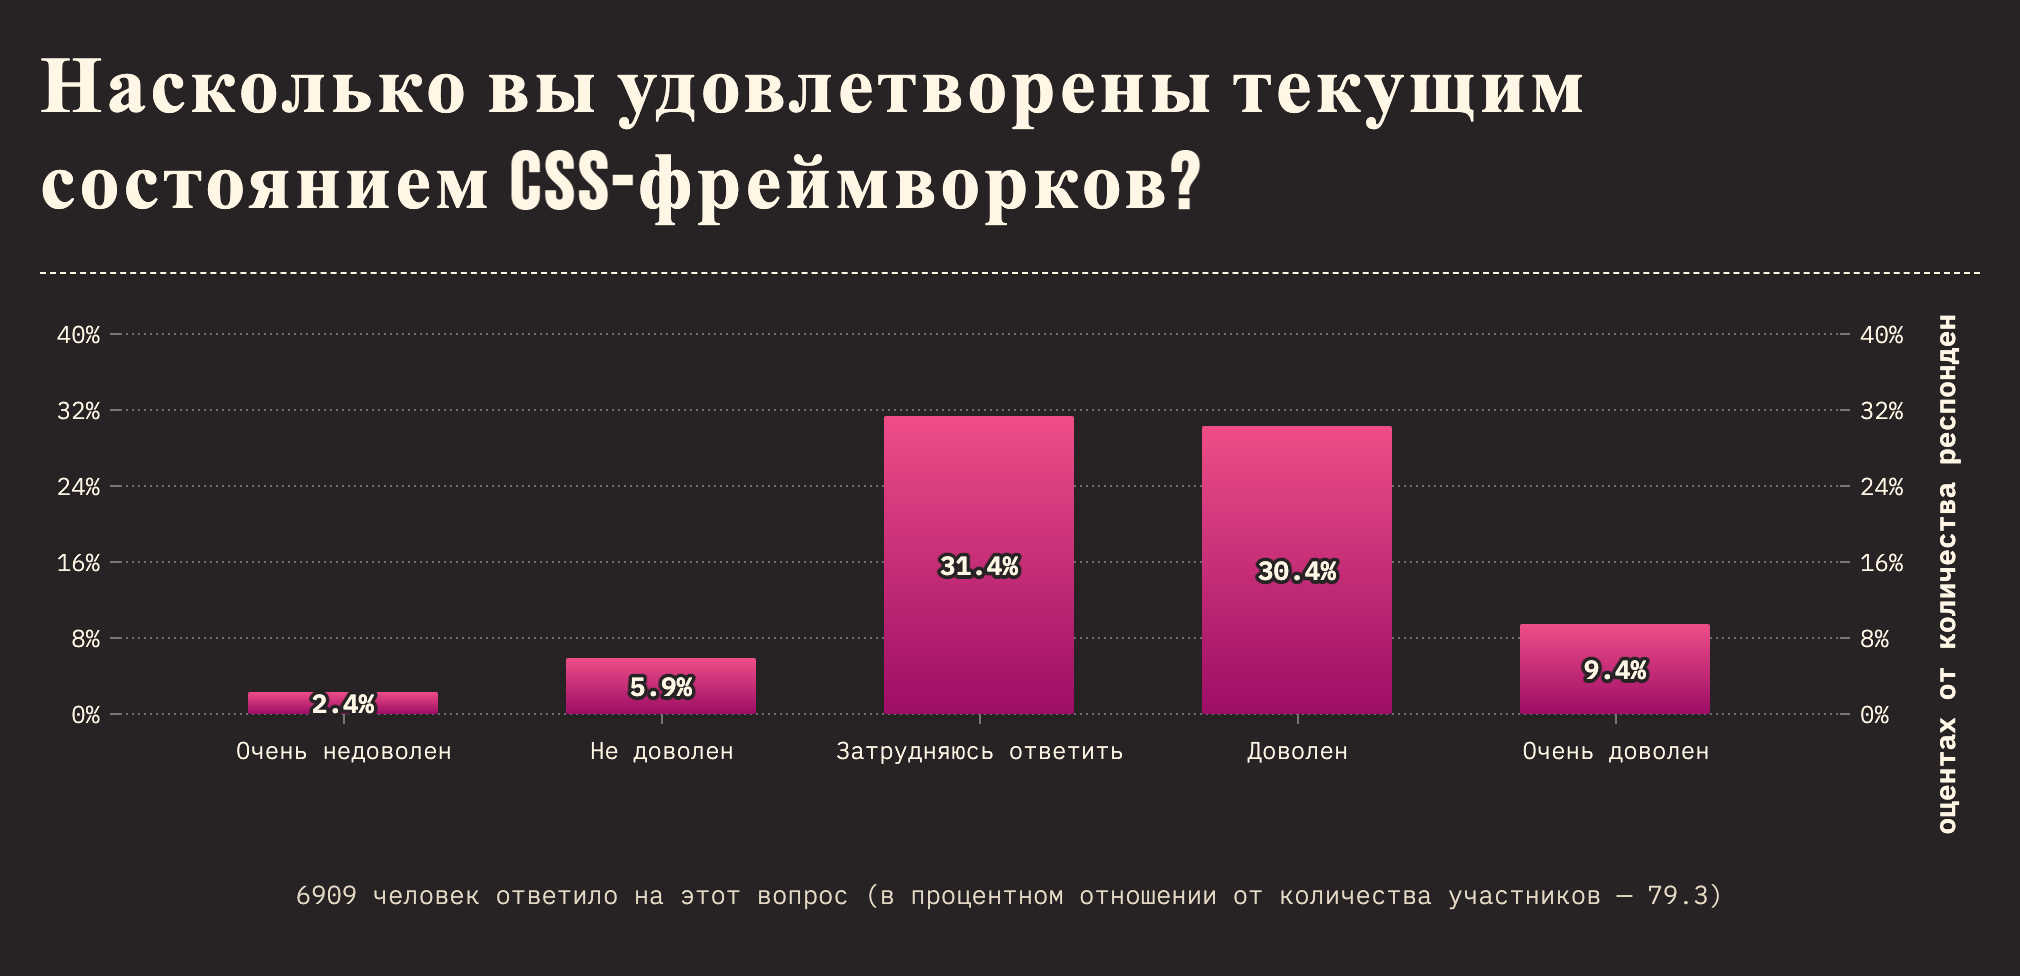 Насколько вы удовлетворены текущим
состоянием CSS-фреймворков?
40%
32%
24%
16%
8%
0%
40%
32%
24%
16%
8%
0%
2.4%
5.9%
31.4%
30.4%
9.4%
Очень недоволен
Не доволен
Затрудняюсь ответить
Доволен
Очень доволен
оцентах от количества респонден
6909 человек ответило на этот вопрос (в процентном отношении от количества участников — 79.3)